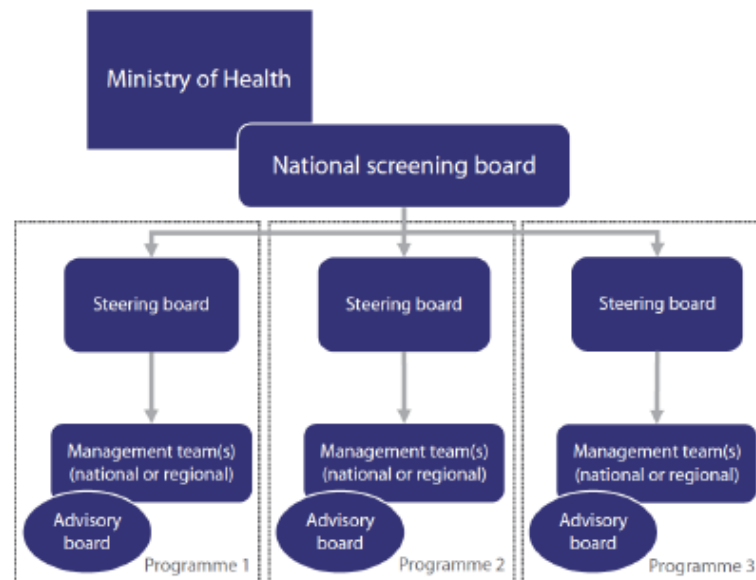 Ministry of Health
National screening board
Steering board
Steering board
Steering board
Management team(s)
(national or regional)
Management team(s)
(national or regional)
Management team(s)
(national or regional)
Advisory
board
Advisory
board
Advisory
board
Programme 1
Programme 2
Programme 3